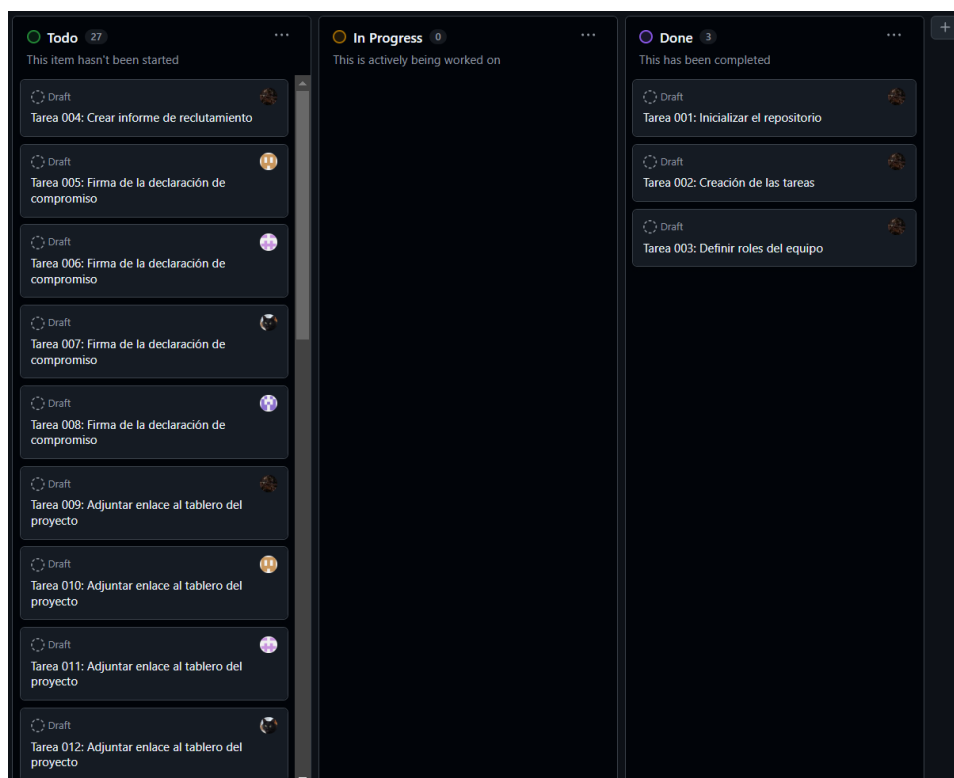 Todo 27
This item hasn't been started
Draft
Tarea 004: Crear informe de reclutamiento
Draft
Tarea 005: Firma de la declaración de
compromiso
Draft
Tarea 006: Firma de la declaración de
compromiso
Draft
Tarea 007: Firma de la declaración de
compromiso
Draft
Tarea 008: Firma de la declaración de
compromiso
Draft
Tarea 009: Adjuntar enlace al tablero del
proyecto
Draft
Tarea 010: Adjuntar enlace al tablero del
proyecto
Draft
Tarea 011: Adjuntar enlace al tablero del
proyecto
Draft
Tarea 012: Adjuntar enlace al tablero del
proyecto
In Progress 0
This is actively being worked on
Done 3
This has been completed
Draft
Tarea 001: Inicializar el repositorio
Draft
Tarea 002: Creación de las tareas
Draft
Tarea 003: Definir roles del equipo